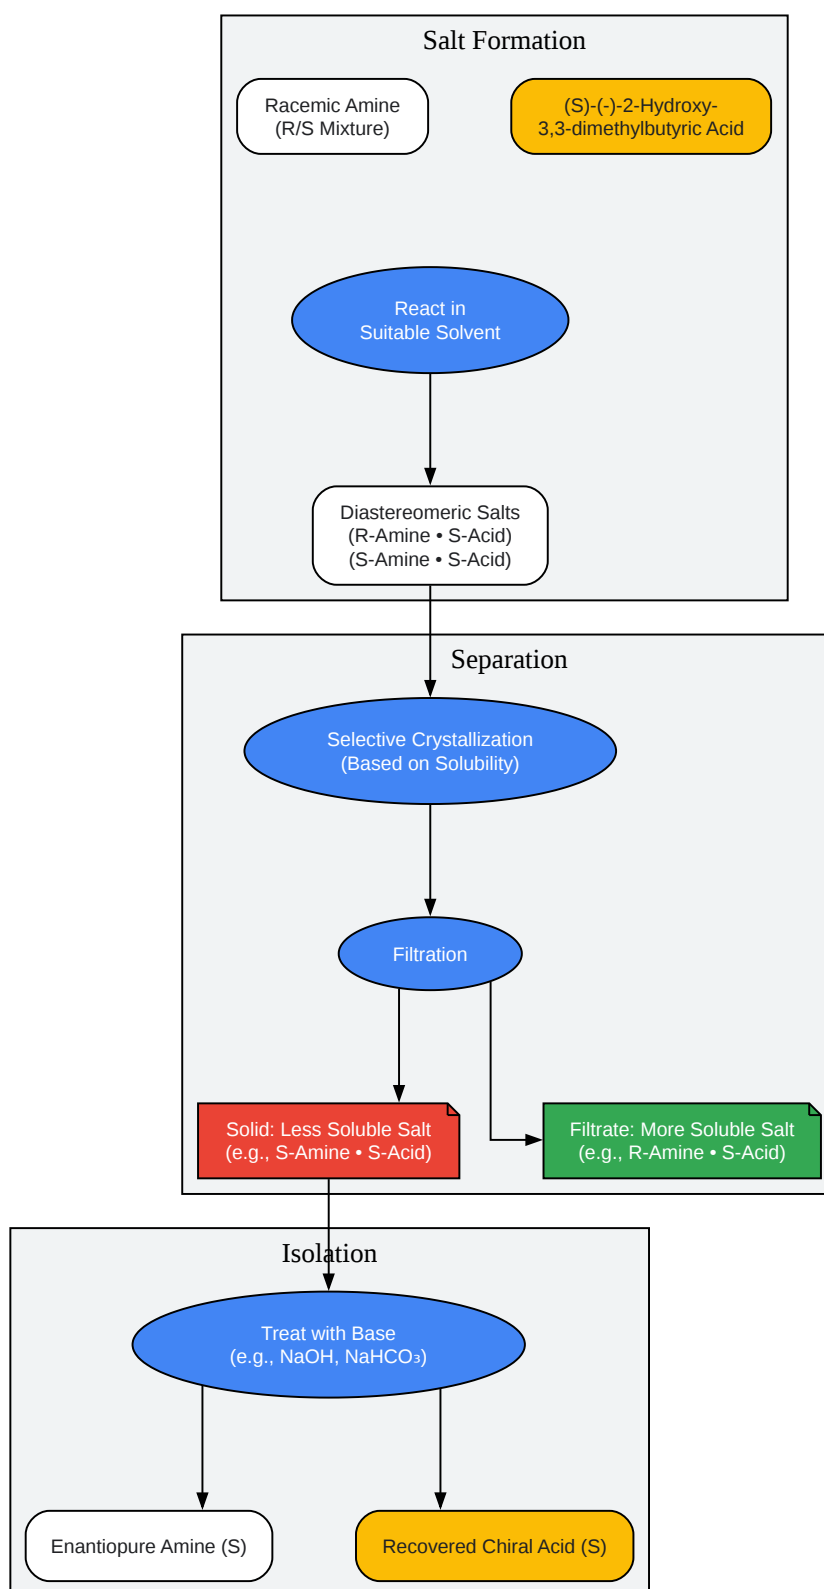 Salt Formation
Racemic Amine
(R/S Mixture)
(S)-(-)-2-Hydroxy-
3,3-dimethylbutyric Acid
React in
Suitable Solvent
Diastereomeric Salts
(R-Amine • S-Acid)
(S-Amine • S-Acid)
Separation
Selective Crystallization
(Based on Solubility)
Filtration
Solid: Less Soluble Salt
(e.g., S-Amine • S-Acid)
Filtrate: More Soluble Salt
(e.g., R-Amine • S-Acid)
Isolation
Treat with Base
(e.g., NaOH, NaHCO₃)
Enantiopure Amine (S)
Recovered Chiral Acid (S)